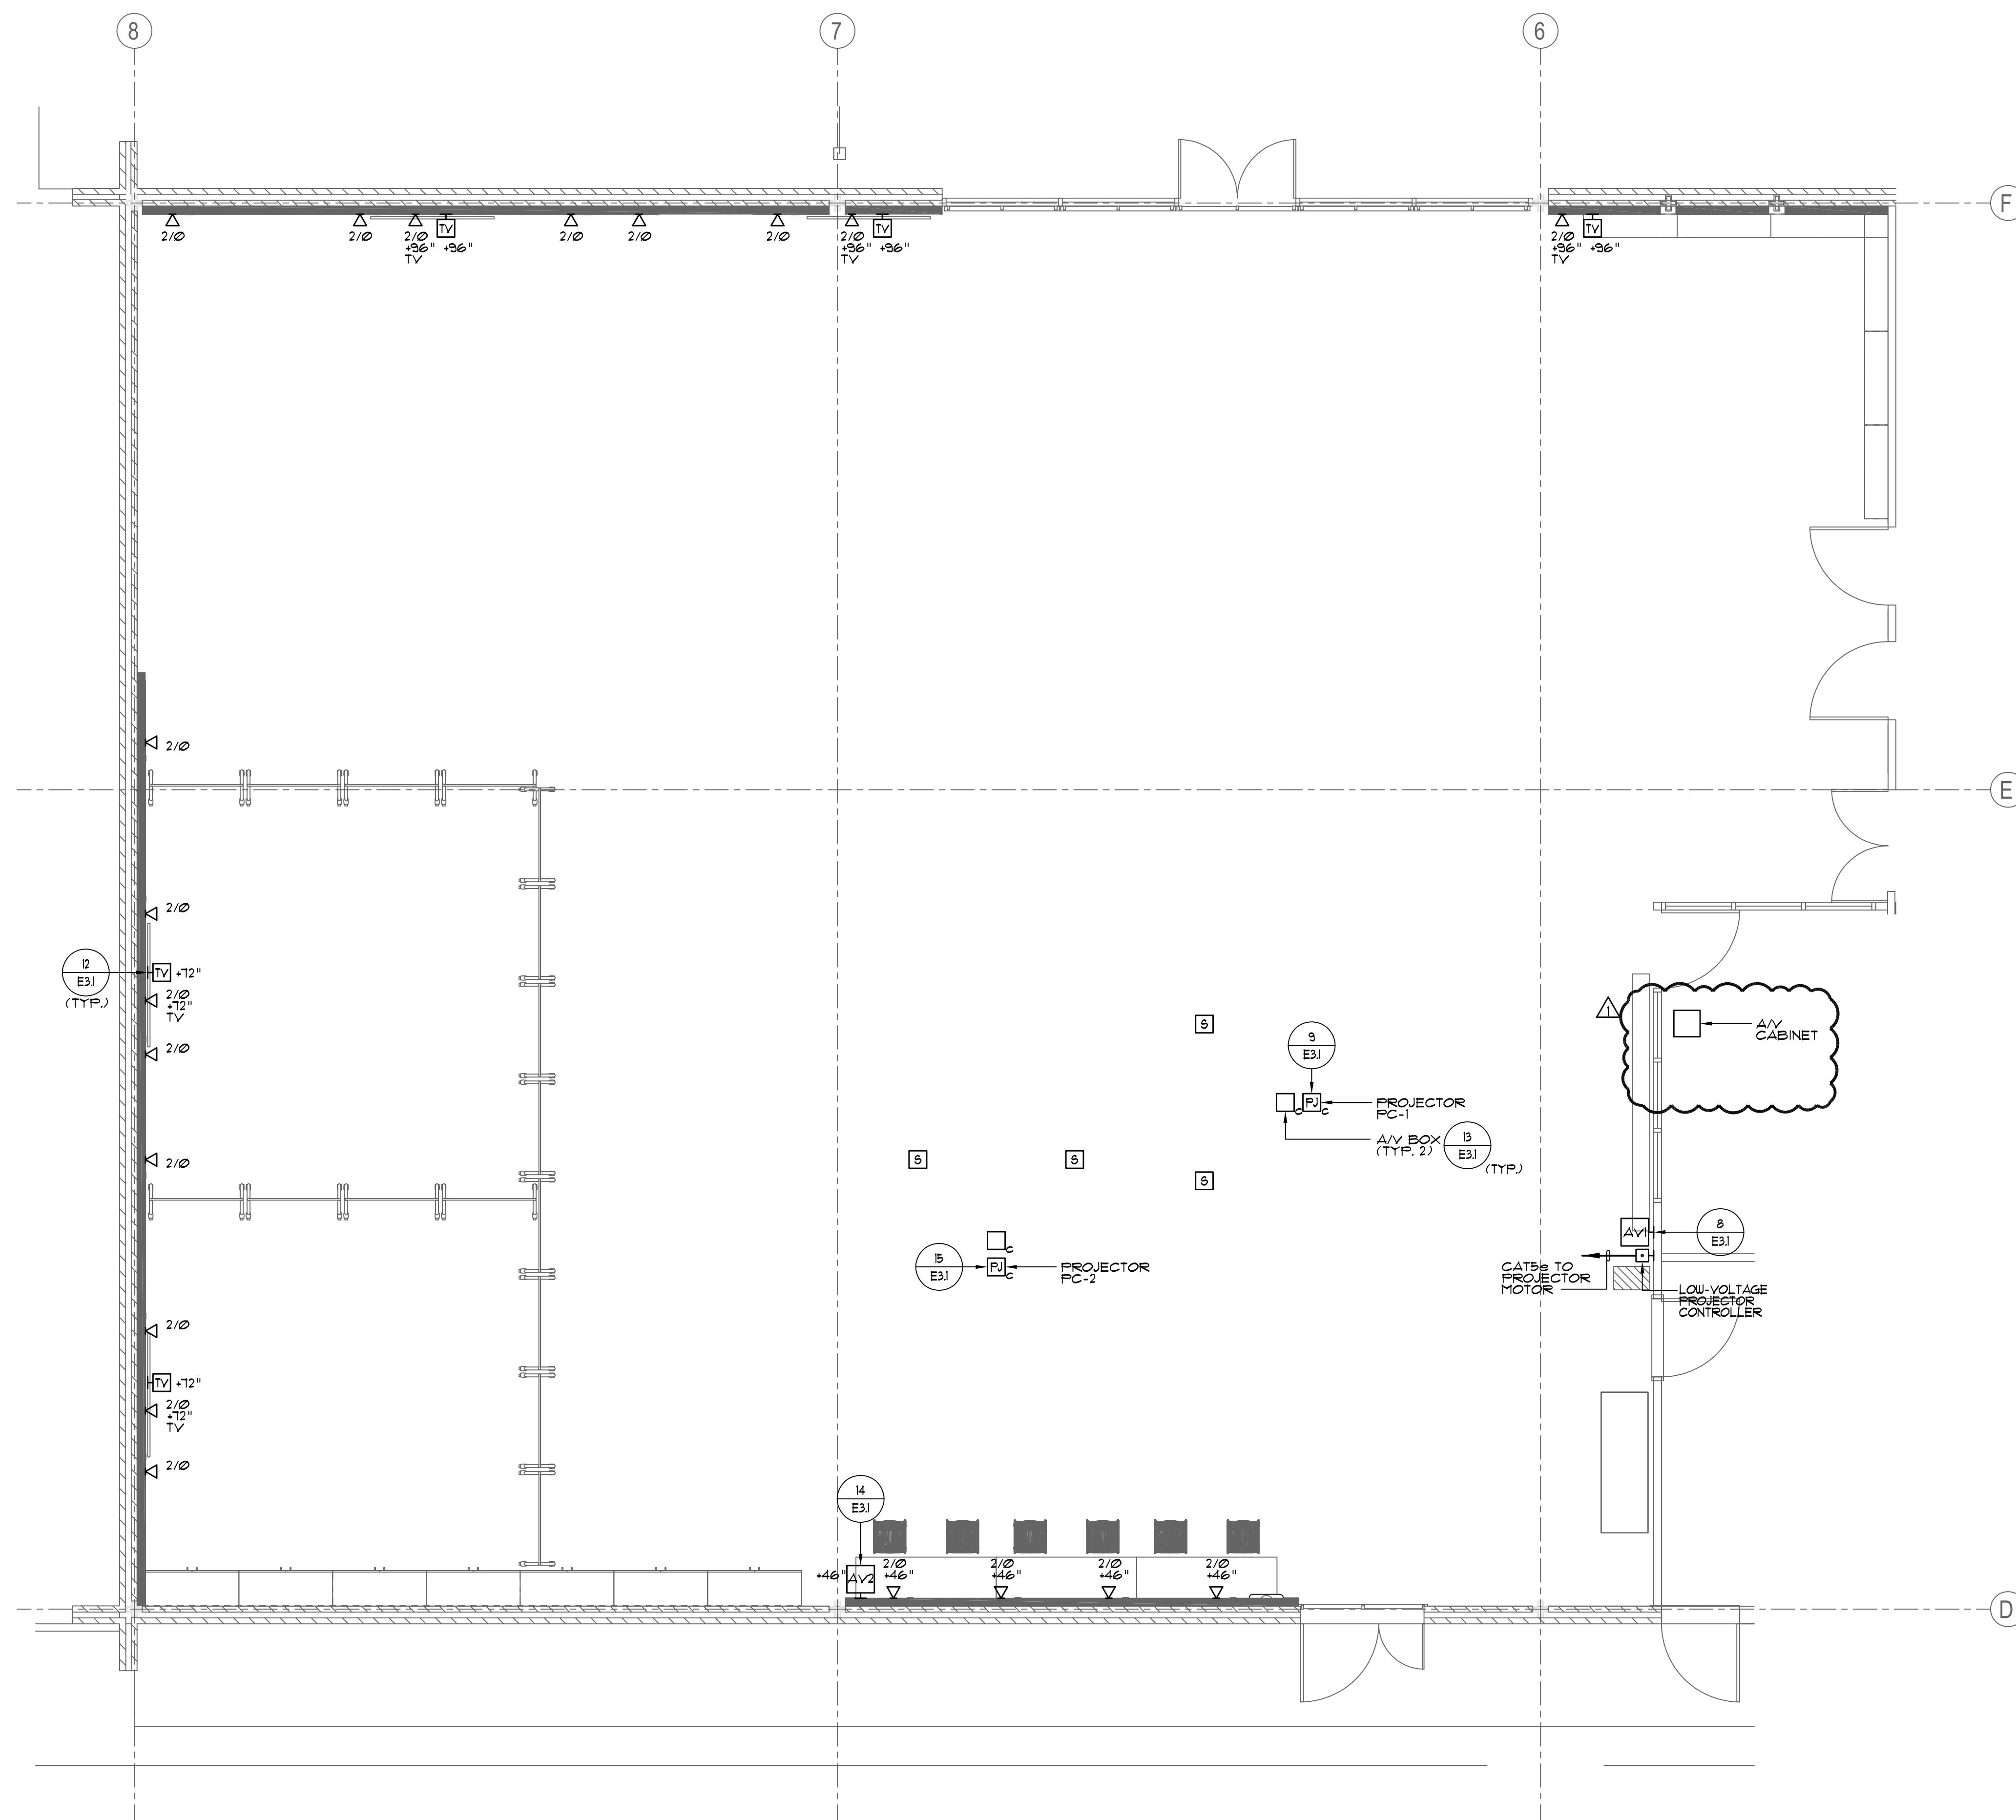 8
7
6
F
2/Ø
2/Ø
2/Ø
+96"
TV
TV
+96"
2/Ø
2/Ø
2/Ø
2/Ø
+96"
TV
TV
+96"
2/Ø
+96"
TV
TV
+96"
2/Ø
E
2/Ø
12
E3.1
(TYP.)
TV
+72"
2/Ø
+72"
TV
2/Ø
2/Ø
S
9
E3.1
PJ
C
C
PROJECTOR
PC-1
A/V BOX
(TYP. 2)
13
E3.1
(TYP.)
1
A/V
CABINET
S
S
S
C
15
E3.1
PJ
C
PROJECTOR
PC-2
AV1
8
E3.1
CAT5e TO
PROJECTOR
MOTOR
LOW-VOLTAGE
PROJECTOR
CONTROLLER
2/Ø
TV
+72"
2/Ø
+72"
TV
2/Ø
14
E3.1
+46"
AV2
2/Ø
+46"
2/Ø
+46"
2/Ø
+46"
2/Ø
+46"
D